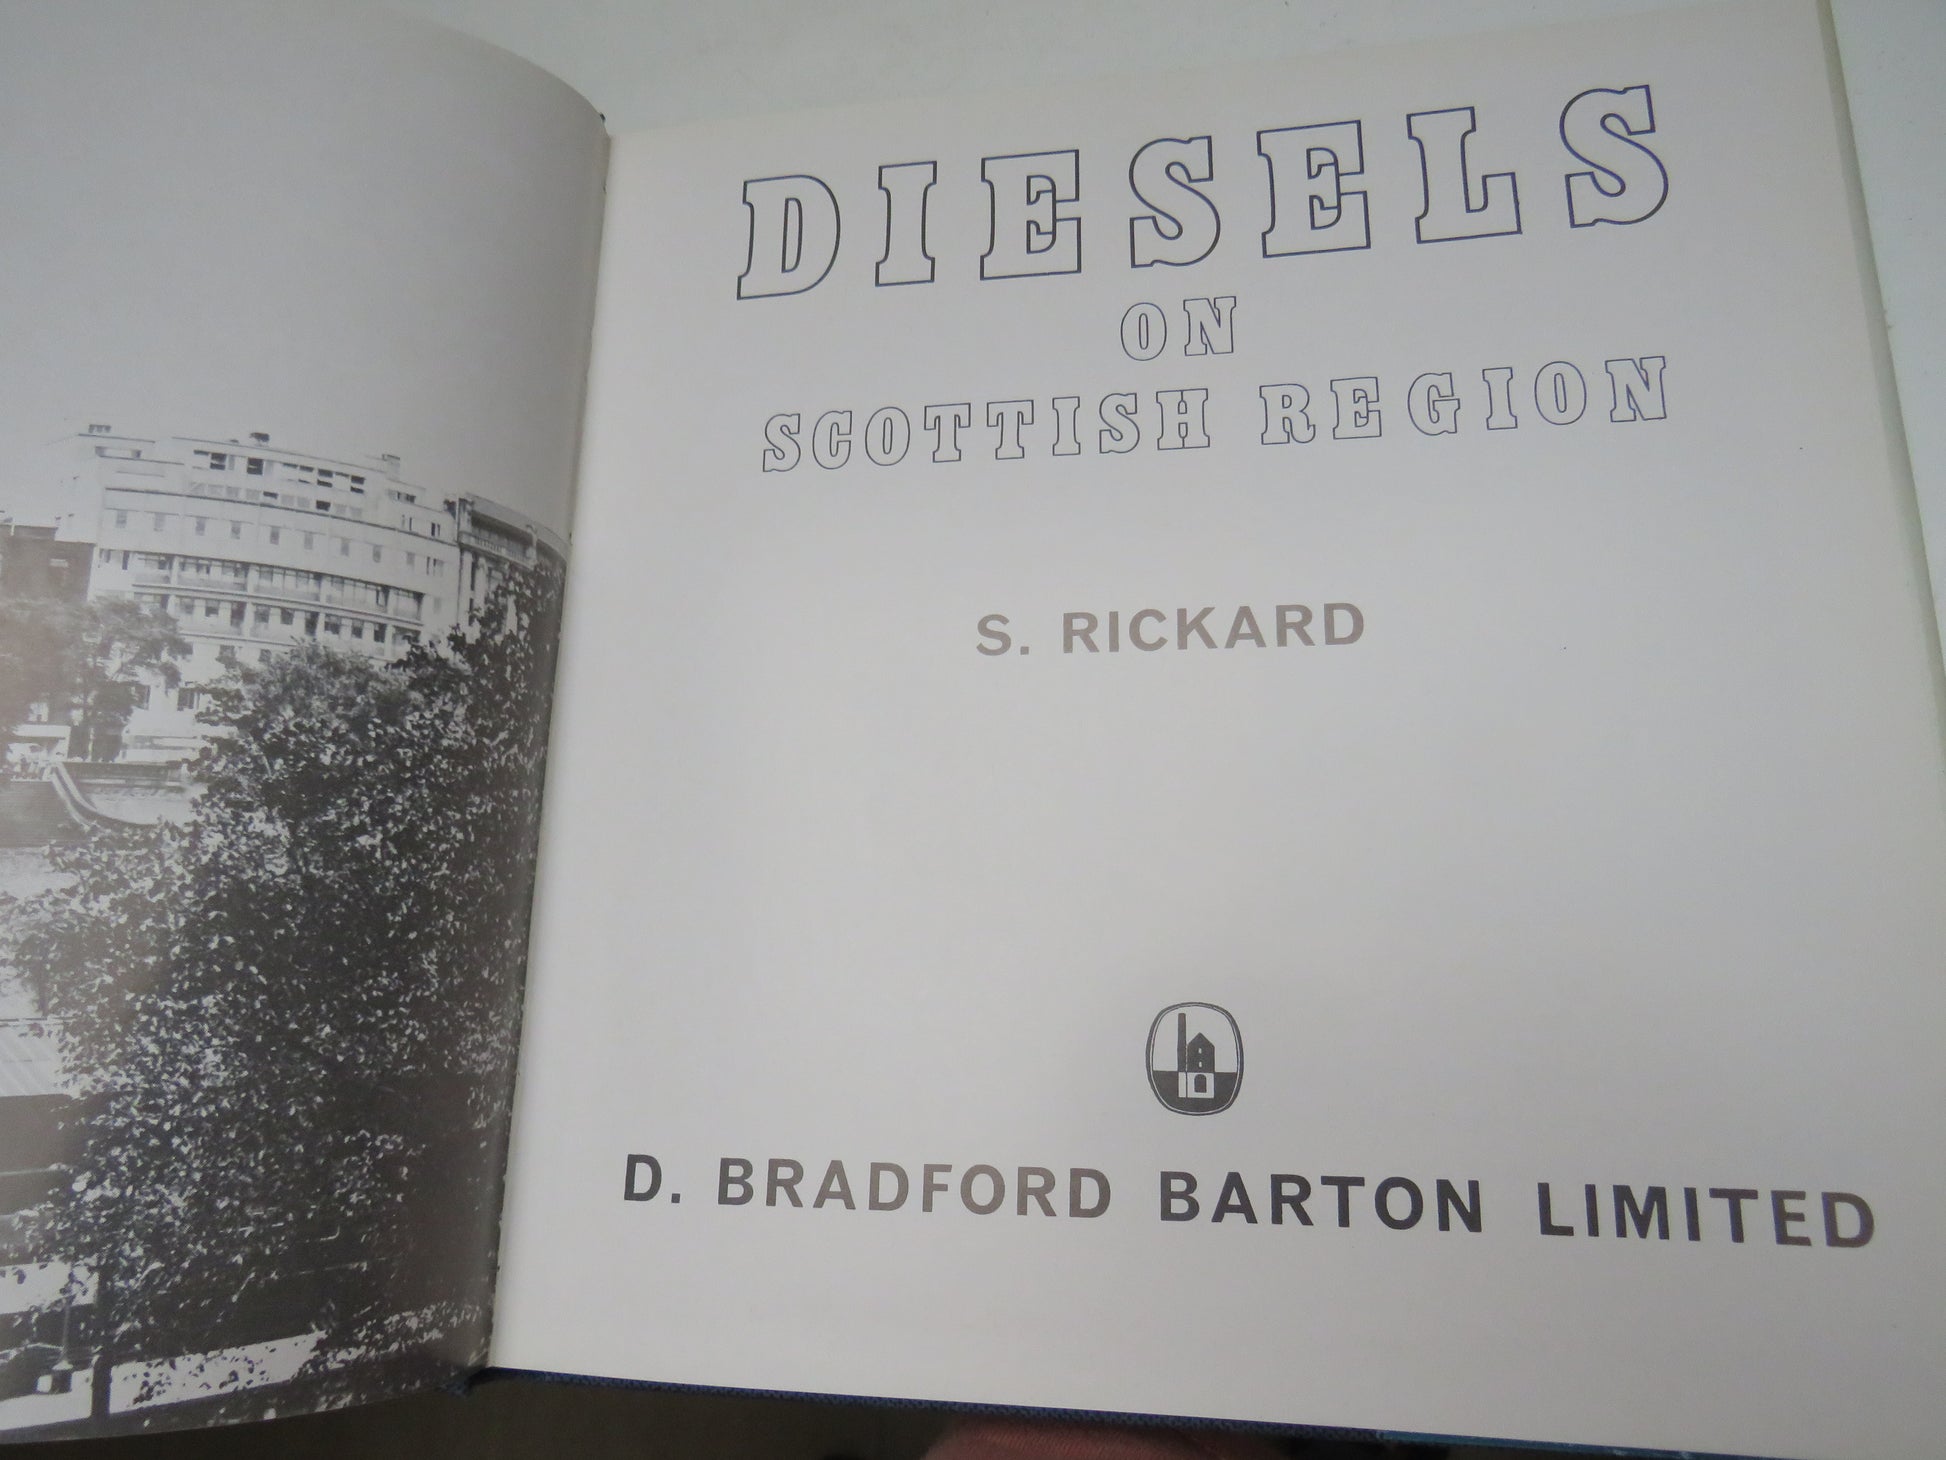 DIESELS
ON
SCOTTISH REGION
S. RICKARD
D. BRADFORD BARTON LIMITED